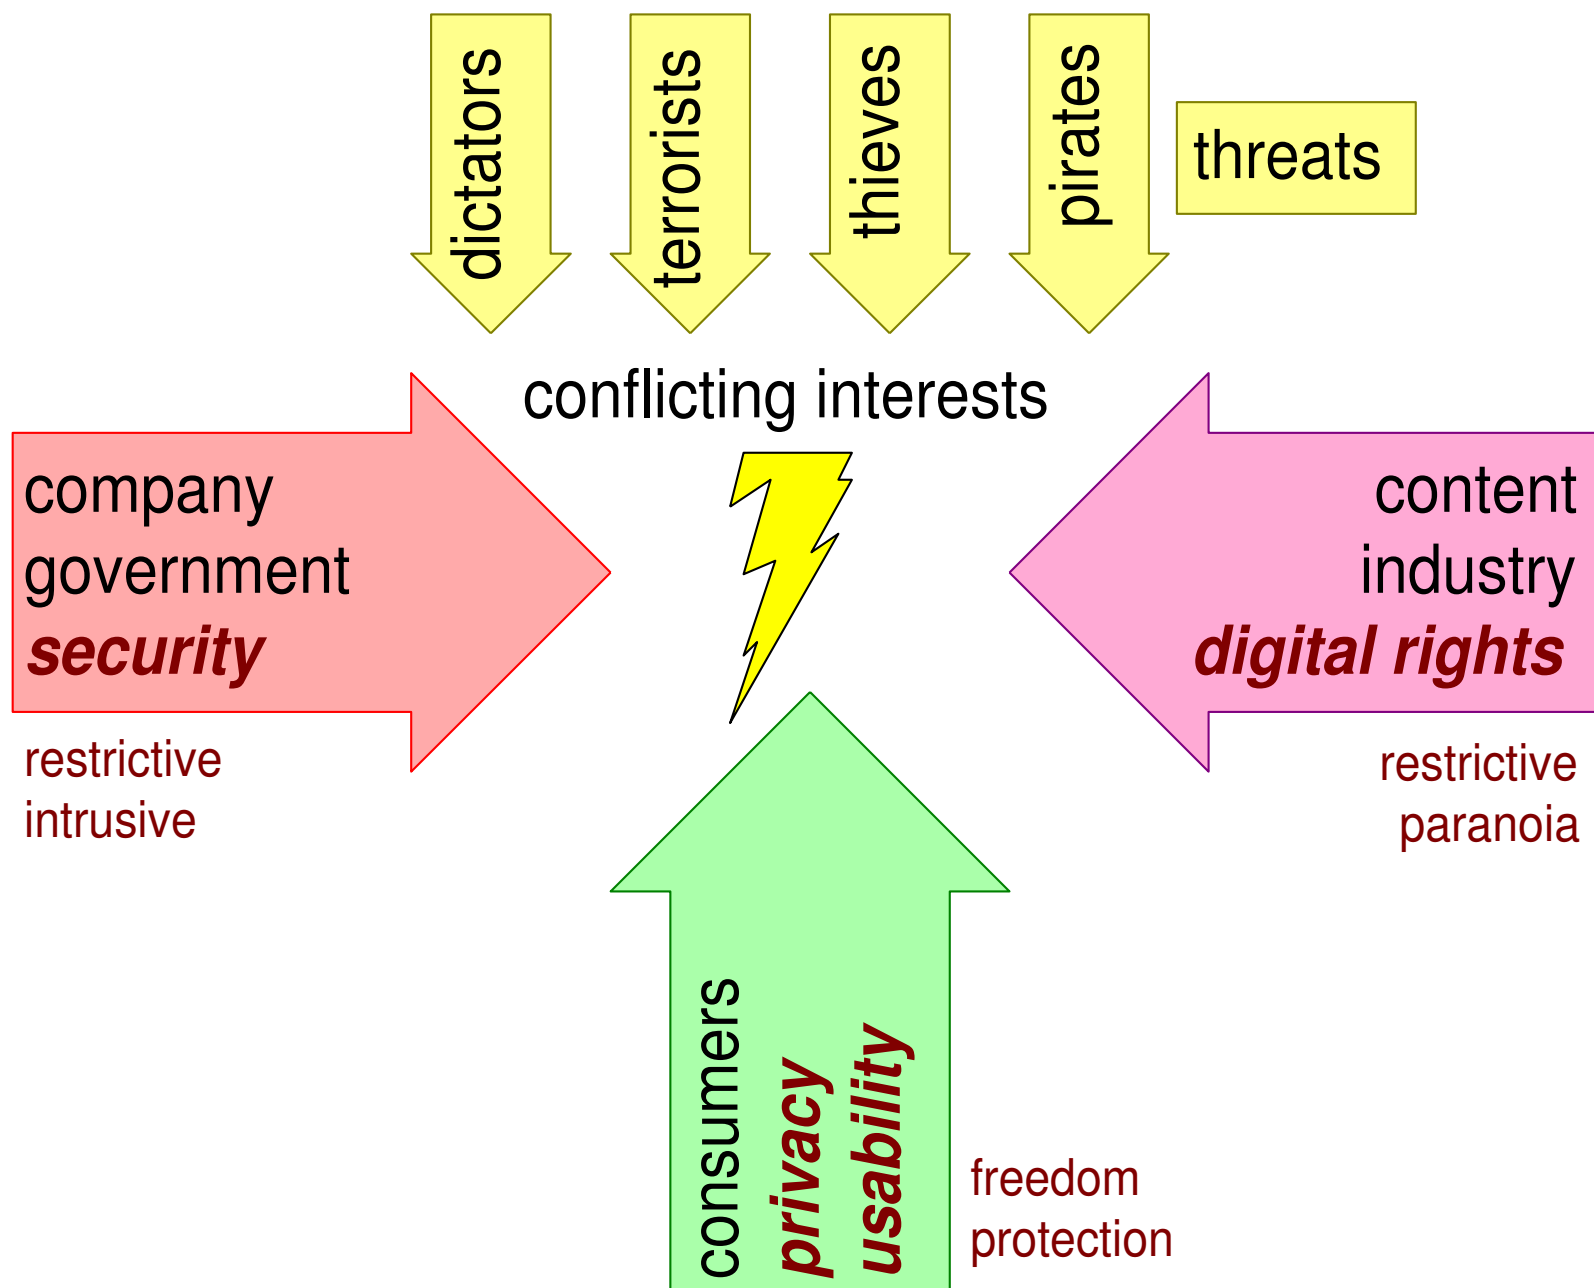 dictators
terrorists
thieves
pirates
threats
conflicting interests
company
government
security
restrictive
intrusive
content
industry
digital rights
restrictive
paranoia
consumers
privacy
usability
freedom
protection